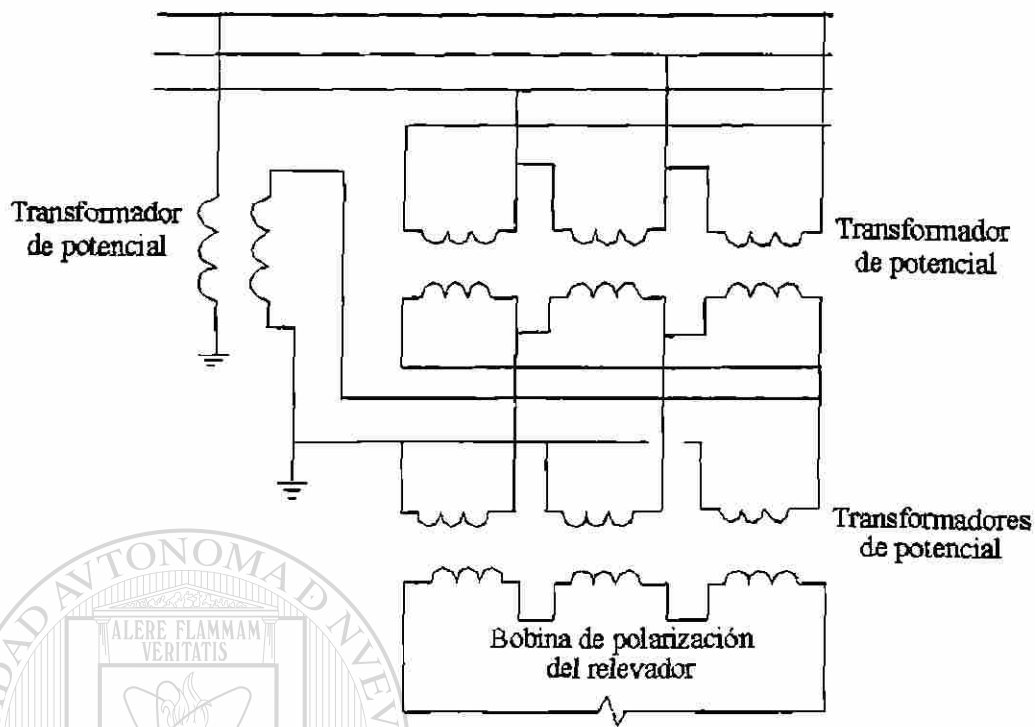 Transformador
de potencial
Transformador
de potencial
Transformadores
de potencial
Bobina de polarización
del relevador
ALERE FLAMMAM
VERITATIS